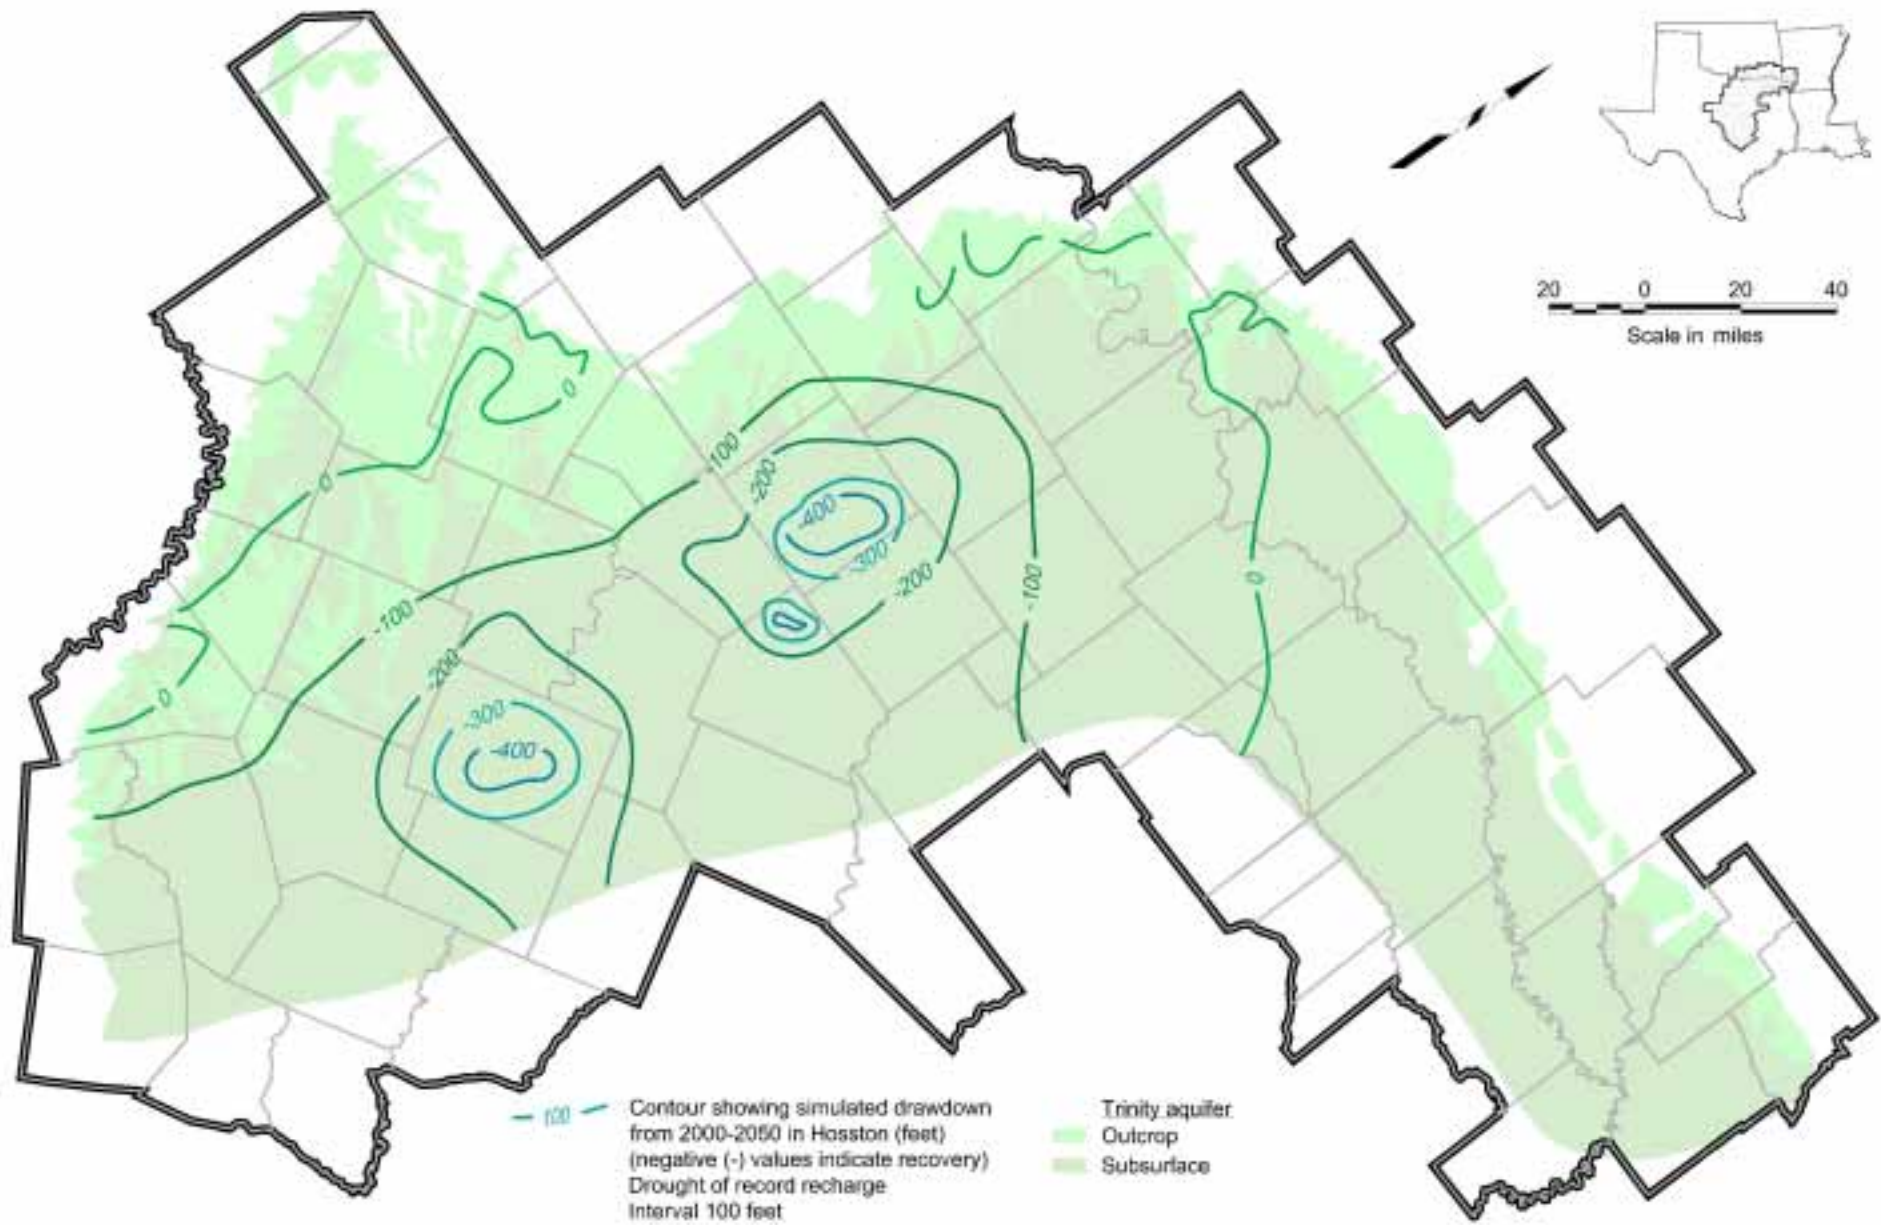 20 0 20 40
Scale in miles
0
0
-100
-200
-400
-300
-200
0
-100
-100
0
-100
-200
0
-300
-400
100
Contour showing simulated drawdown
from 2000-2050 in Hosston (feet)
(negative (-) values indicate recovery)
Drought of record recharge
Interval 100 feet
Trinity aquifer
Outcrop
Subsurface